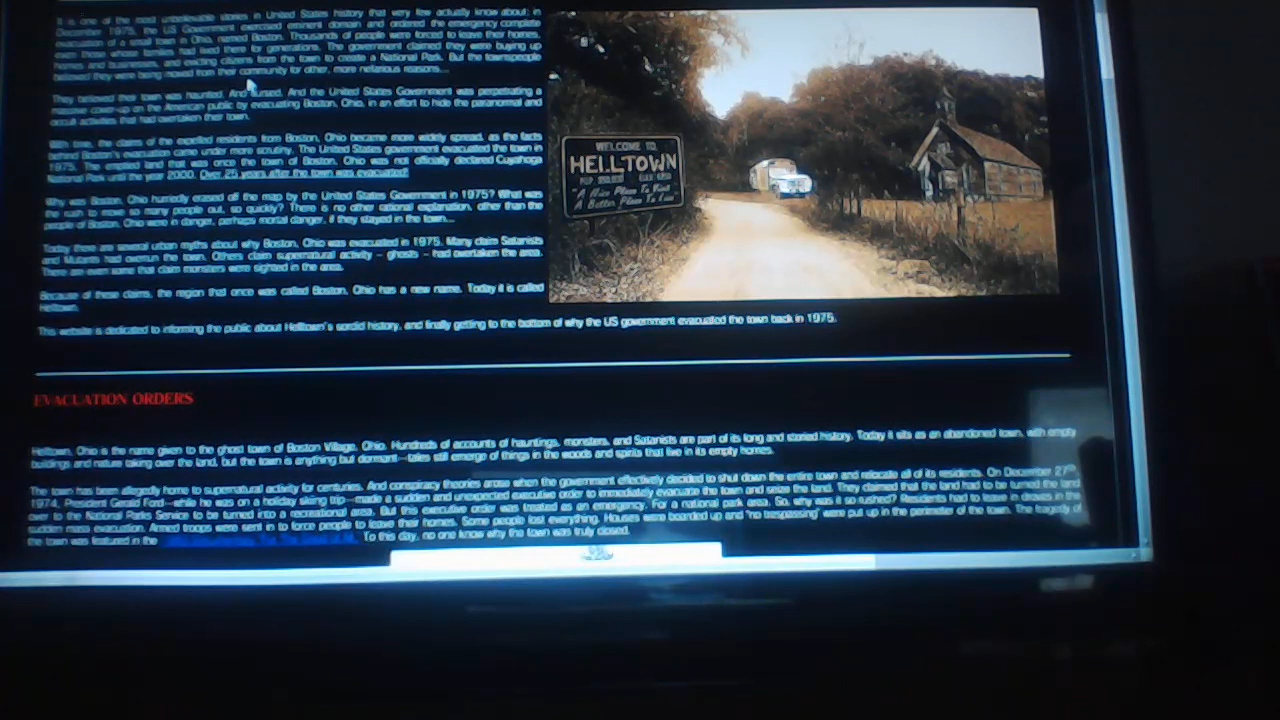 It is one of the most unbelievable stories in United States history that very few actually know about: in
December 1975, the US Government exercised eminent domain and ordered the emergency complete
evacuation of a small town in Ohio, named Boston. Thousands of people were forced to leave their homes,
even those whose families had lived there for generations. The government claimed they were buying up
homes and businesses, and evicting citizens from the town to create a National Park. But the townspeople
believed they were being moved from their community for other, more nefarious reasons...
They believed their town was haunted. And cursed. And the United States Government was perpetrating a
massive cover-up on the American public by evacuating Boston, Ohio, in an effort to hide the paranormal and
occult activities that had overtaken their town.
With time, the claims of the expelled residents from Boston, Ohio became more widely spread, as the facts
behind Boston's evacuation came under more scrutiny. The United States government evacuated the town in
1975. The emptied land that was once the town of Boston, Ohio was not officially declared Cuyahoga
National Park until the year 2000. Over 25 years after the town was evacuated!
Why was Boston, Ohio hurriedly erased off the map by the United States Government in 1975? What was
the rush to move so many people out, so quickly? There is no other rational explanation, other than the
people of Boston, Ohio were in danger, perhaps mortal danger, if they stayed in the town...
Today there are several urban myths about why Boston, Ohio was evacuated in 1975. Many claim Satanists
and Mutants had overrun the town. Others claim supernatural activity – ghosts – had overtaken the area.
There are even some that claim monsters were sighted in the area.
Because of these claims, the region that once was called Boston, Ohio has a new name. Today it is called
Helltown.
This website is dedicated to informing the public about Helltown's sordid history, and finally getting to the bottom of why the US government evacuated the town back in 1975.
WELCOME TO
HELLTOWN
"A Nice Place To Visit
A Better Place To Live
EVACUATION ORDERS
Helltown, Ohio is the name given to the ghost town of Boston Village, Ohio. Hundreds of accounts of hauntings, monsters, and Satanists are part of its long and storied history. Today it sits as an abandoned town, with empty
buildings and nature taking over the land, but the town is anything but dormant—tales still emerge of things in the woods and spirits that live in its empty homes.
The town has been allegedly home to supernatural activity for centuries. And conspiracy theories arose when the government effectively decided to shut down the entire town and relocate all of its residents. On December 27th,
1974, President Gerald Ford—while he was on a holiday skiing trip—made a sudden and unexpected executive order to immediately evacuate the town and seize the land. They claimed that the land had to be turned the land
over to the National Parks Service to be turned into a recreational area. But this executive order was treated as an emergency. For a national park area. So, why was it so rushed? Residents had to leave in droves in the
sudden mass evacuation. Armed troops were sent in to force people to leave their homes. Some people lost everything. Houses were boarded up and "no trespassing" were put up in the perimeter of the town. The tragedy of
the town was featured in the To this day, no one know why the town was truly closed.